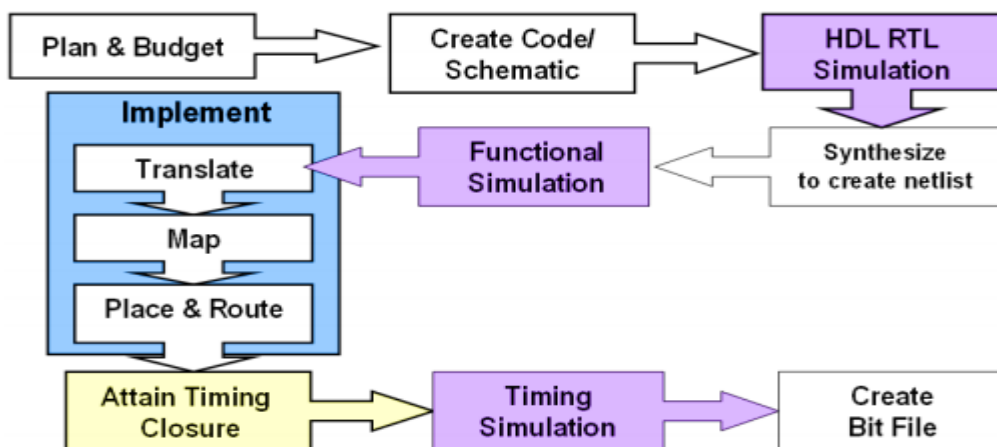 Plan & Budget
Create Code/
Schematic
HDL RTL
Simulation
Implement
Translate
Functional
Simulation
Synthesize
to create netlist
Map
Place & Route
Attain Timing
Closure
Timing
Simulation
Create
Bit File